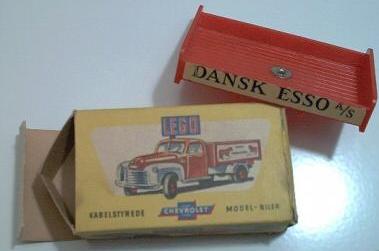 DANSK ESSO A/S
LEGO
KABELSTYREDE CHEVROLET MODEL-BILER